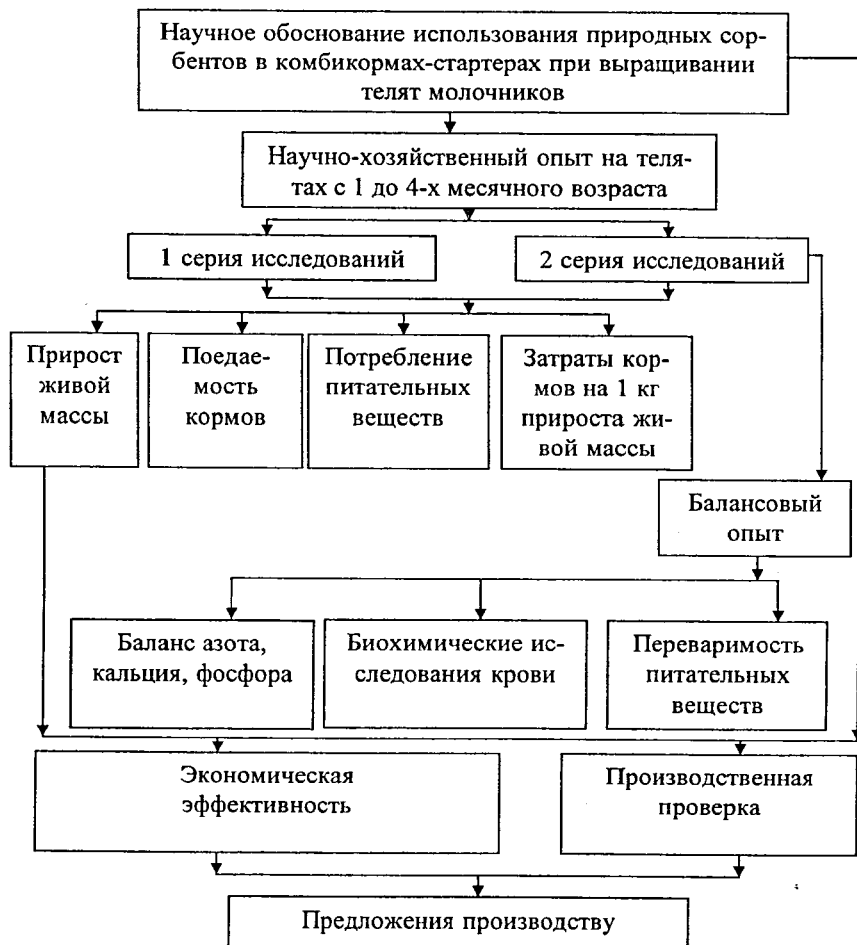 Научное обоснование использования природных сор-
бентов в комбикормах-стартерах при выращивании
телят молочников
Научно-хозяйственный опыт на теля-
тах с 1 до 4-х месячного возраста
1 серия исследований
2 серия исследований
Прирост
живой
массы
Поедае-
мость
кормов
Потребление
питательных
веществ
Затраты кор-
мов на 1 кг
прироста жи-
вой массы
Балансовый
опыт
Баланс азота,
кальция, фосфора
Биохимические ис-
следования крови
Переваримость
питательных
веществ
Экономическая
эффективность
Производственная
проверка
Предложения производству